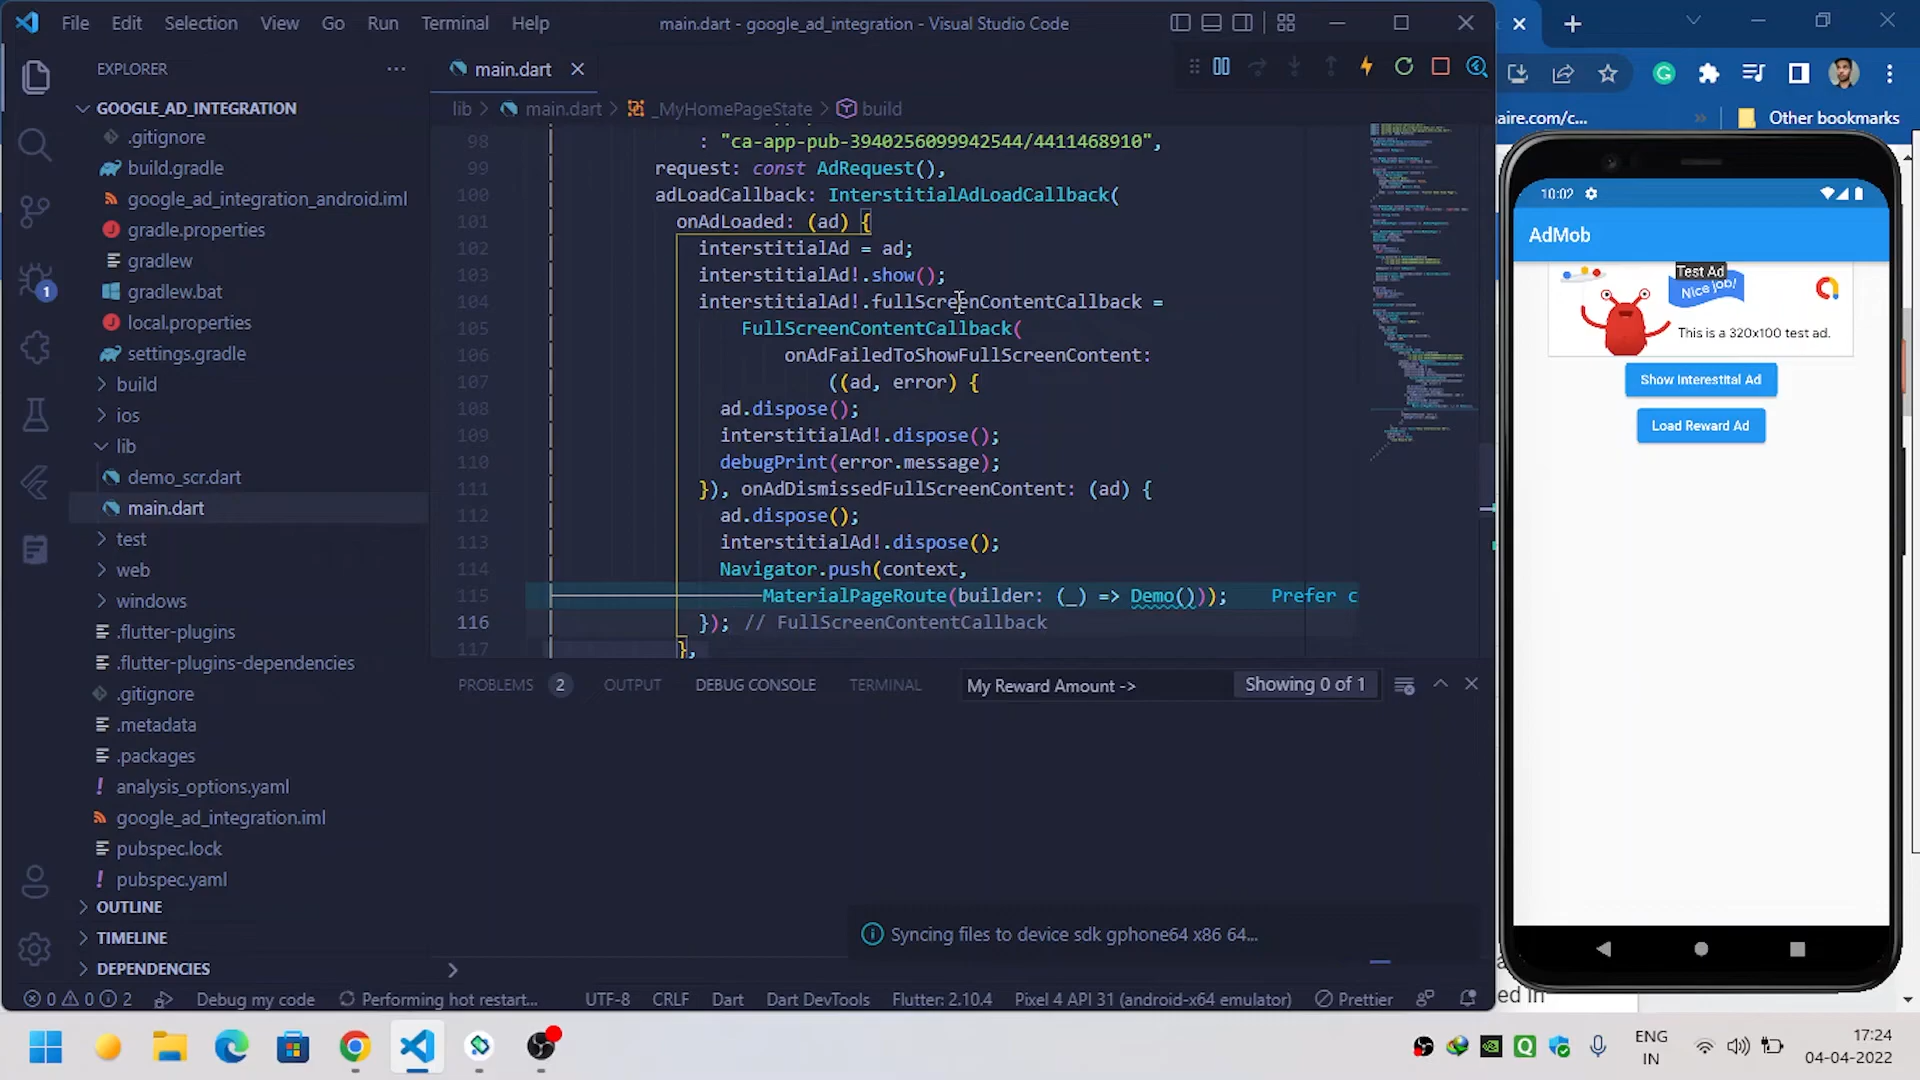 File Edit Selection View Go Run Terminal Help
main.dart - google_ad_integration - Visual Studio Code
EXPLORER
GOOGLE_AD_INTEGRATION
.gitignore
build.gradle
google_ad_integration_android.iml
gradle.properties
gradlew
gradlew.bat
local.properties
settings.gradle
build
ios
lib
demo_scr.dart
main.dart
test
web
windows
.flutter-plugins
.flutter-plugins-dependencies
.gitignore
.metadata
.packages
analysis_options.yaml
google_ad_integration.iml
pubspec.lock
pubspec.yaml
OUTLINE
TIMELINE
DEPENDENCIES
1
main.dart
lib > main.dart > _MyHomePageState > build
98 : "ca-app-pub-3940256099942544/4411468910",
99 request: const AdRequest(),
100 adLoadCallback: InterstitialAdLoadCallback(
101 onAdLoaded: (ad) {
102 interstitialAd = ad;
103 interstitialAd!.show();
104 interstitialAd!.fullScreenContentCallback =
105 FullScreenContentCallback(
106 onAdFailedToShowFullScreenContent:
107 ((ad, error) {
108 ad.dispose();
109 interstitialAd!.dispose();
110 debugPrint(error.message);
111 }), onAdDismissedFullScreenContent: (ad) {
112 ad.dispose();
113 interstitialAd!.dispose();
114 Navigator.push(context,
115 MaterialPageRoute(builder: (_) => Demo())); Prefer c
116 }); // FullScreenContentCallback
117 },
PROBLEMS 2 OUTPUT DEBUG CONSOLE TERMINAL My Reward Amount -> Showing 0 of 1
Syncing files to device sdk gphone64 x86 64...
0 0 2 Debug my code Performing hot restart... UTF-8 CRLF Dart Dart DevTools Flutter: 2.10.4 Pixel 4 API 31 (android-x64 emulator) Prettier
aire.com/c... » Other bookmarks
10:02
AdMob
Test Ad
Nice job!
This is a 320x100 test ad.
Show Interestital Ad
Load Reward Ad
ed in
ENG
IN
17:24
04-04-2022